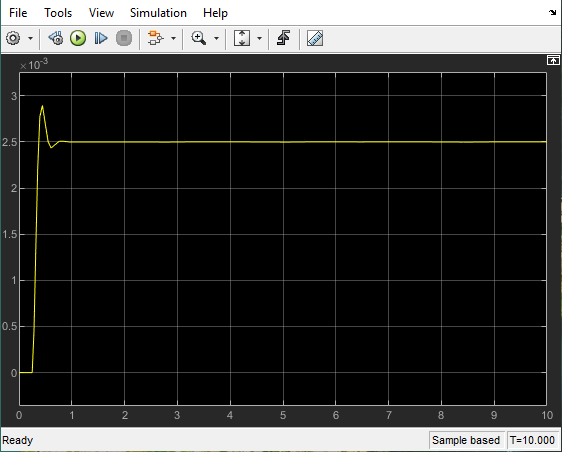 File Tools View Simulation Help
×10⁻³
3
2.5
2
1.5
1
0.5
0
0 1 2 3 4 5 6 7 8 9 10
Ready Sample based T=10.000